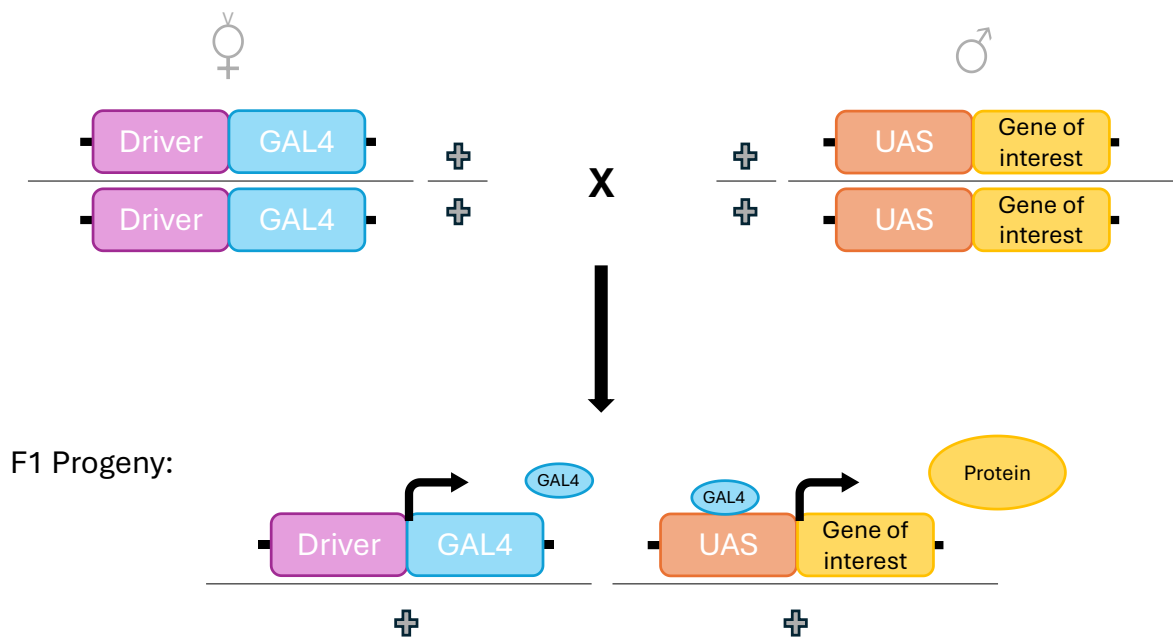 Driver GAL4 UAS Gene of
interest
Driver GAL4 X UAS Gene of
interest
F1 Progeny:
GAL4 GAL4 Protein
Driver GAL4 UAS Gene of
interest